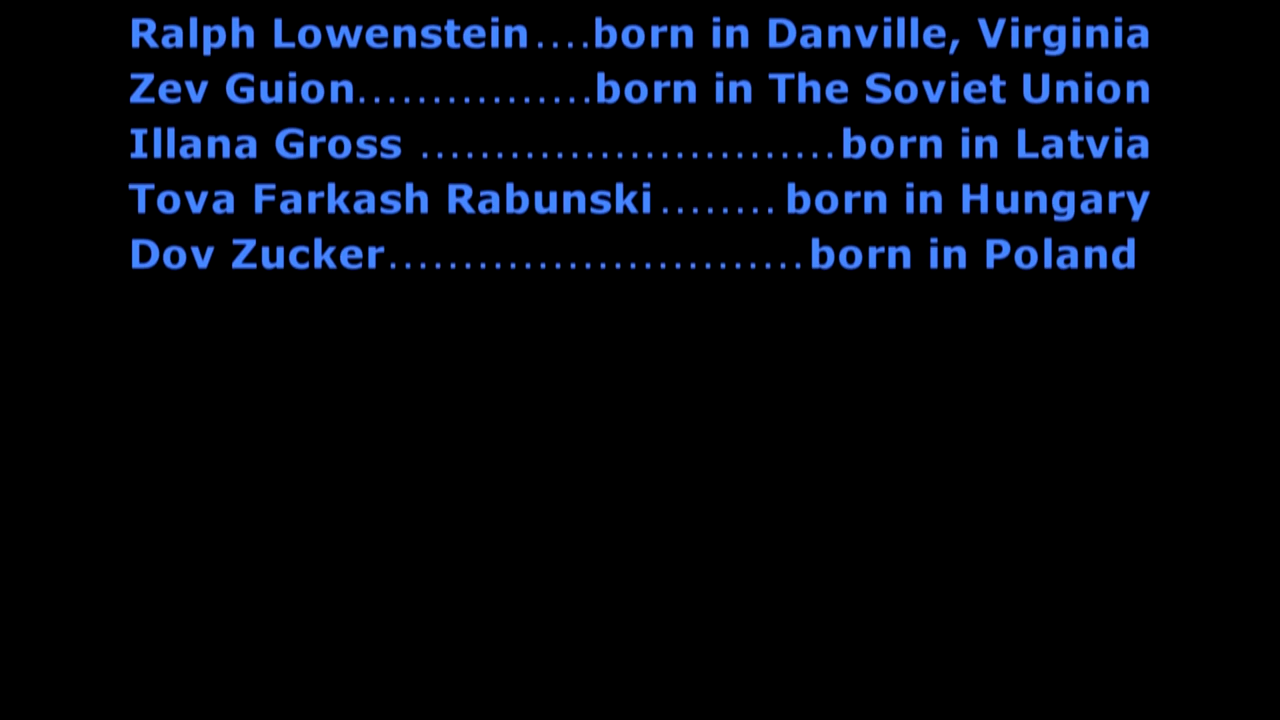 Ralph Lowenstein....born in Danville, Virginia
Zev Guion................born in The Soviet Union
Illana Gross ............................born in Latvia
Tova Farkash Rabunski........ born in Hungary
Dov Zucker............................born in Poland